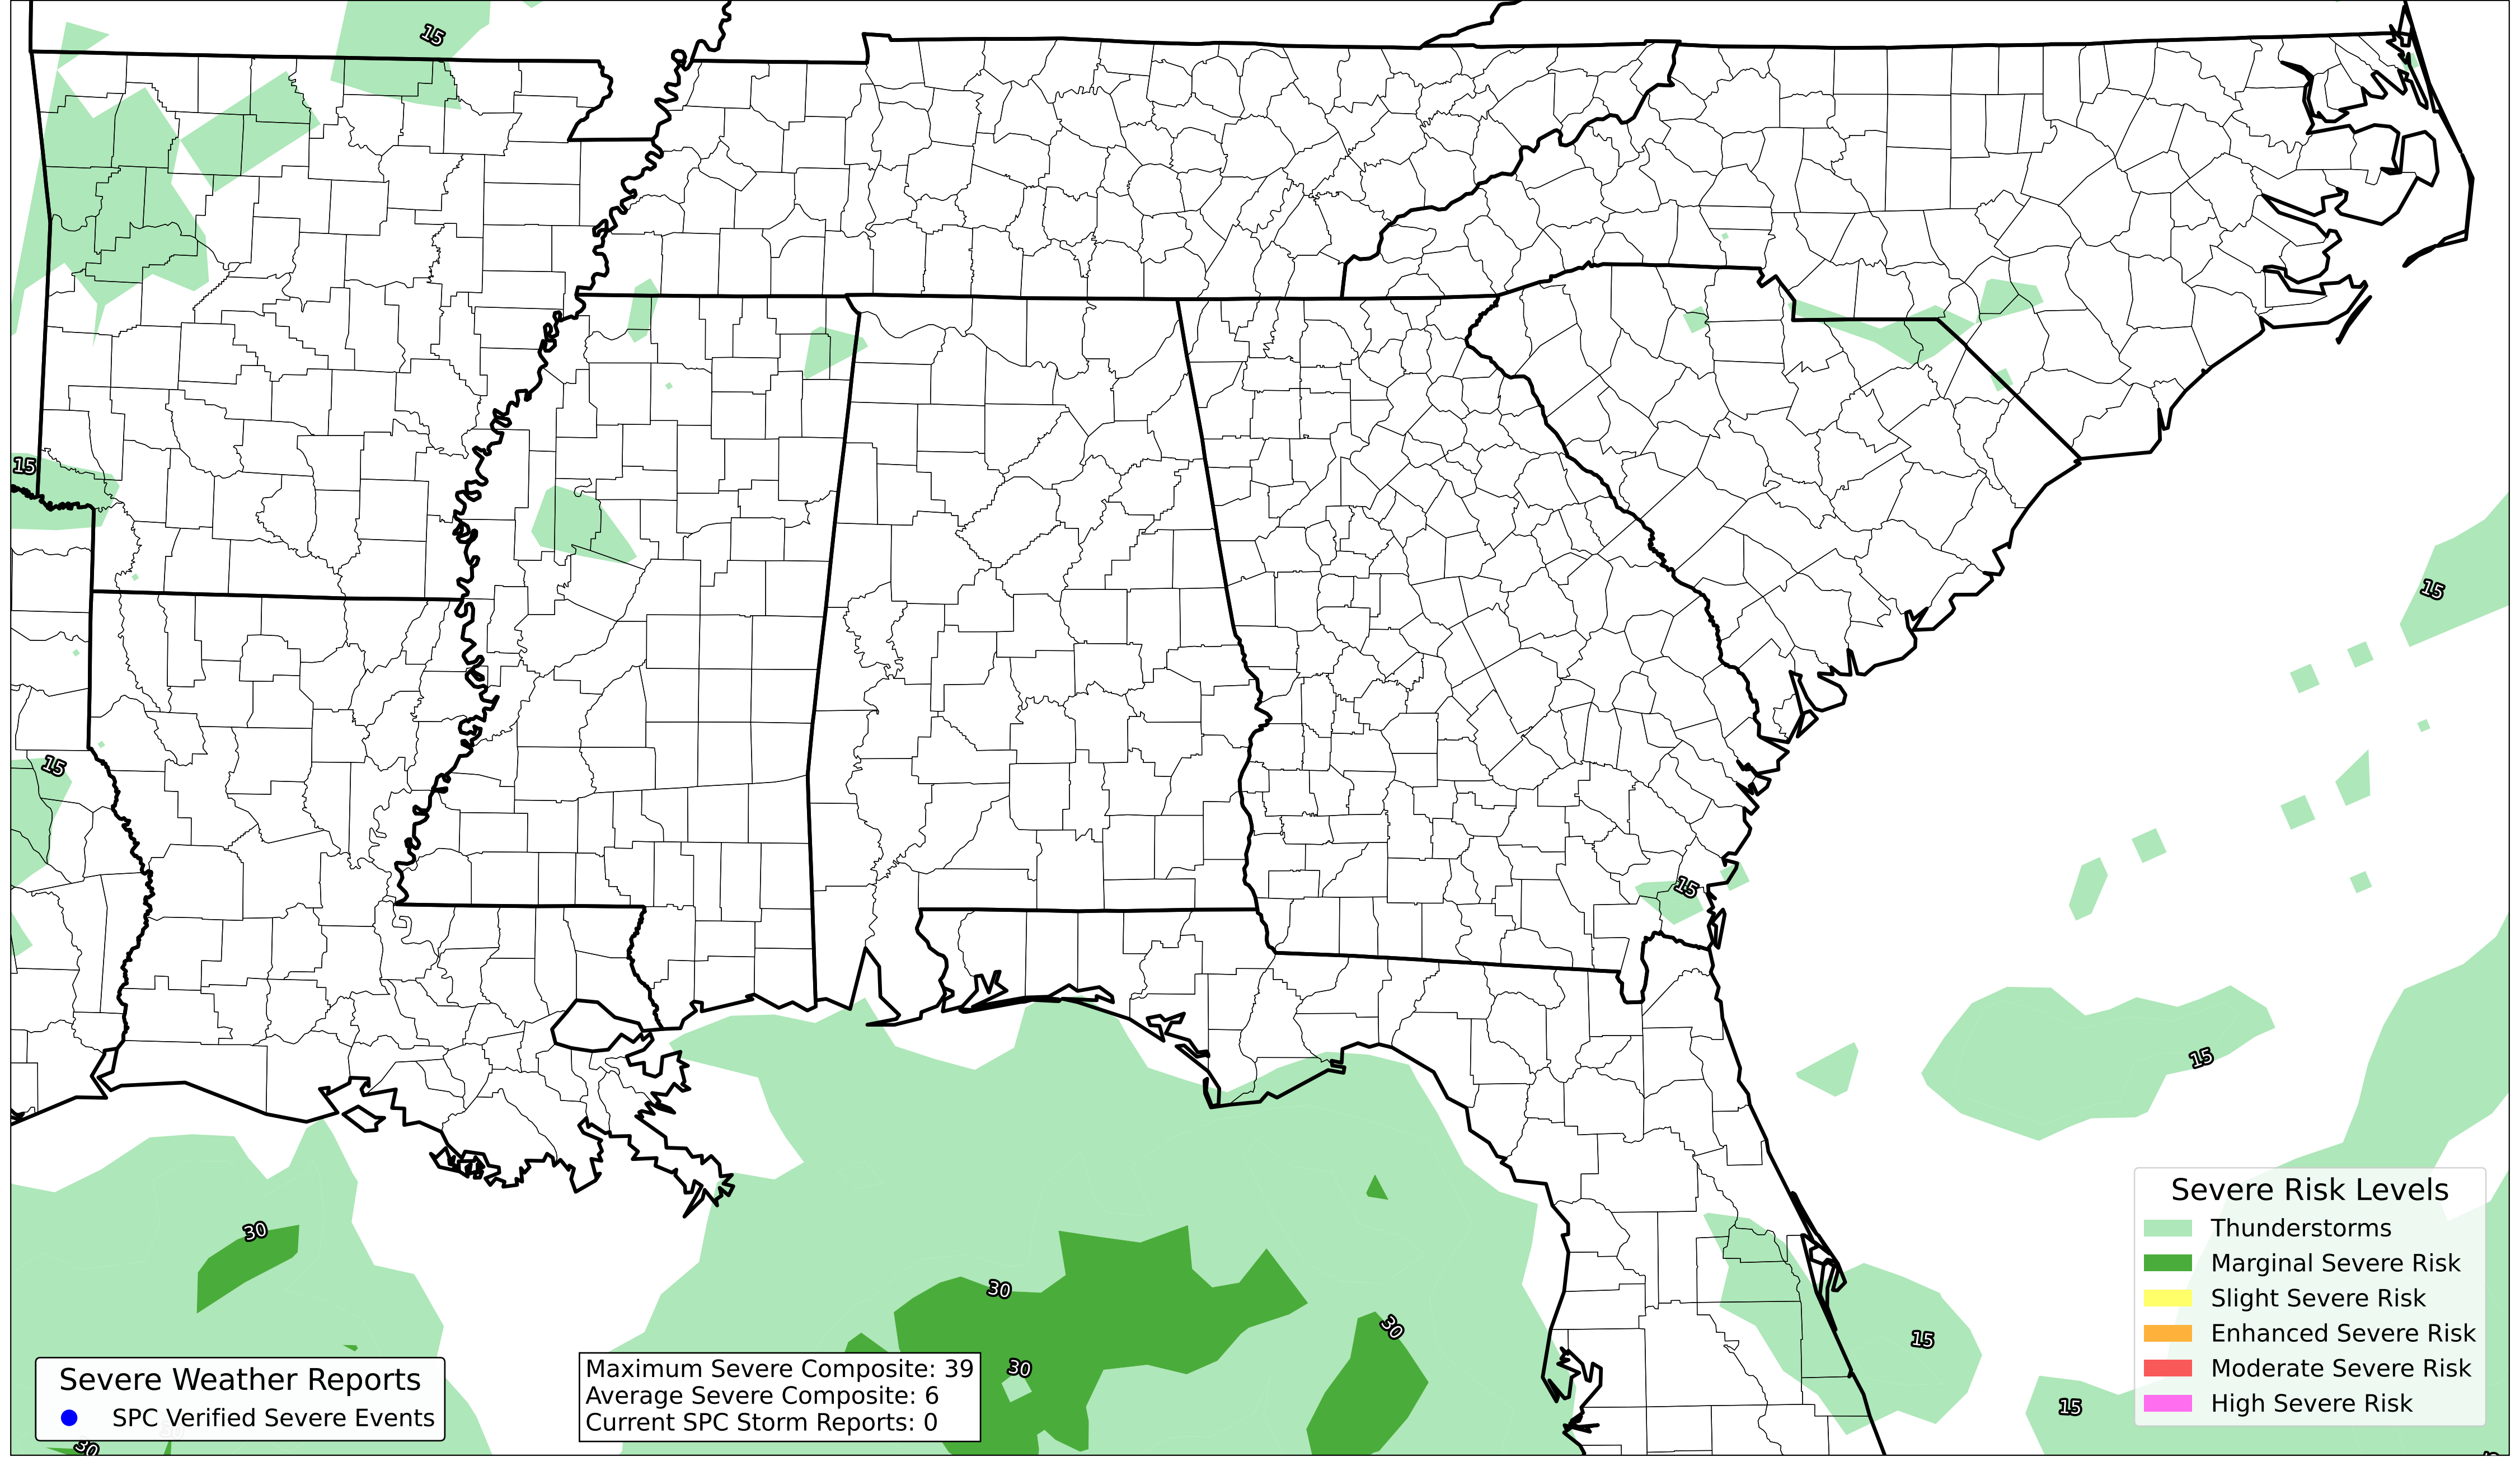 15
15
15
15
15
15
15
30
Severe Risk Levels
Thunderstorms
Marginal Severe Risk
Slight Severe Risk
Enhanced Severe Risk
Moderate Severe Risk
High Severe Risk
30
30
15
30
15
Severe Weather Reports
SPC Verified Severe Events
30
Maximum Severe Composite: 39
Average Severe Composite: 6
Current SPC Storm Reports: 0